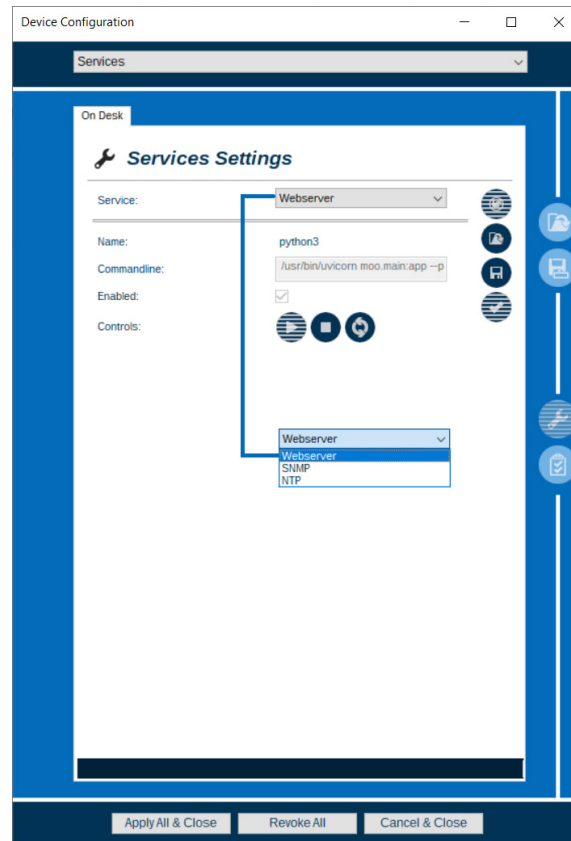 Device Configuration
Services
On Desk
Services Settings
Service:
Webserver
Name:
python3
Commandline:
/usr/bin/uvicorn moo.main:app --p
Enabled:
Controls:
Webserver
Webserver
SNMP
NTP
Apply All & Close
Revoke All
Cancel & Close